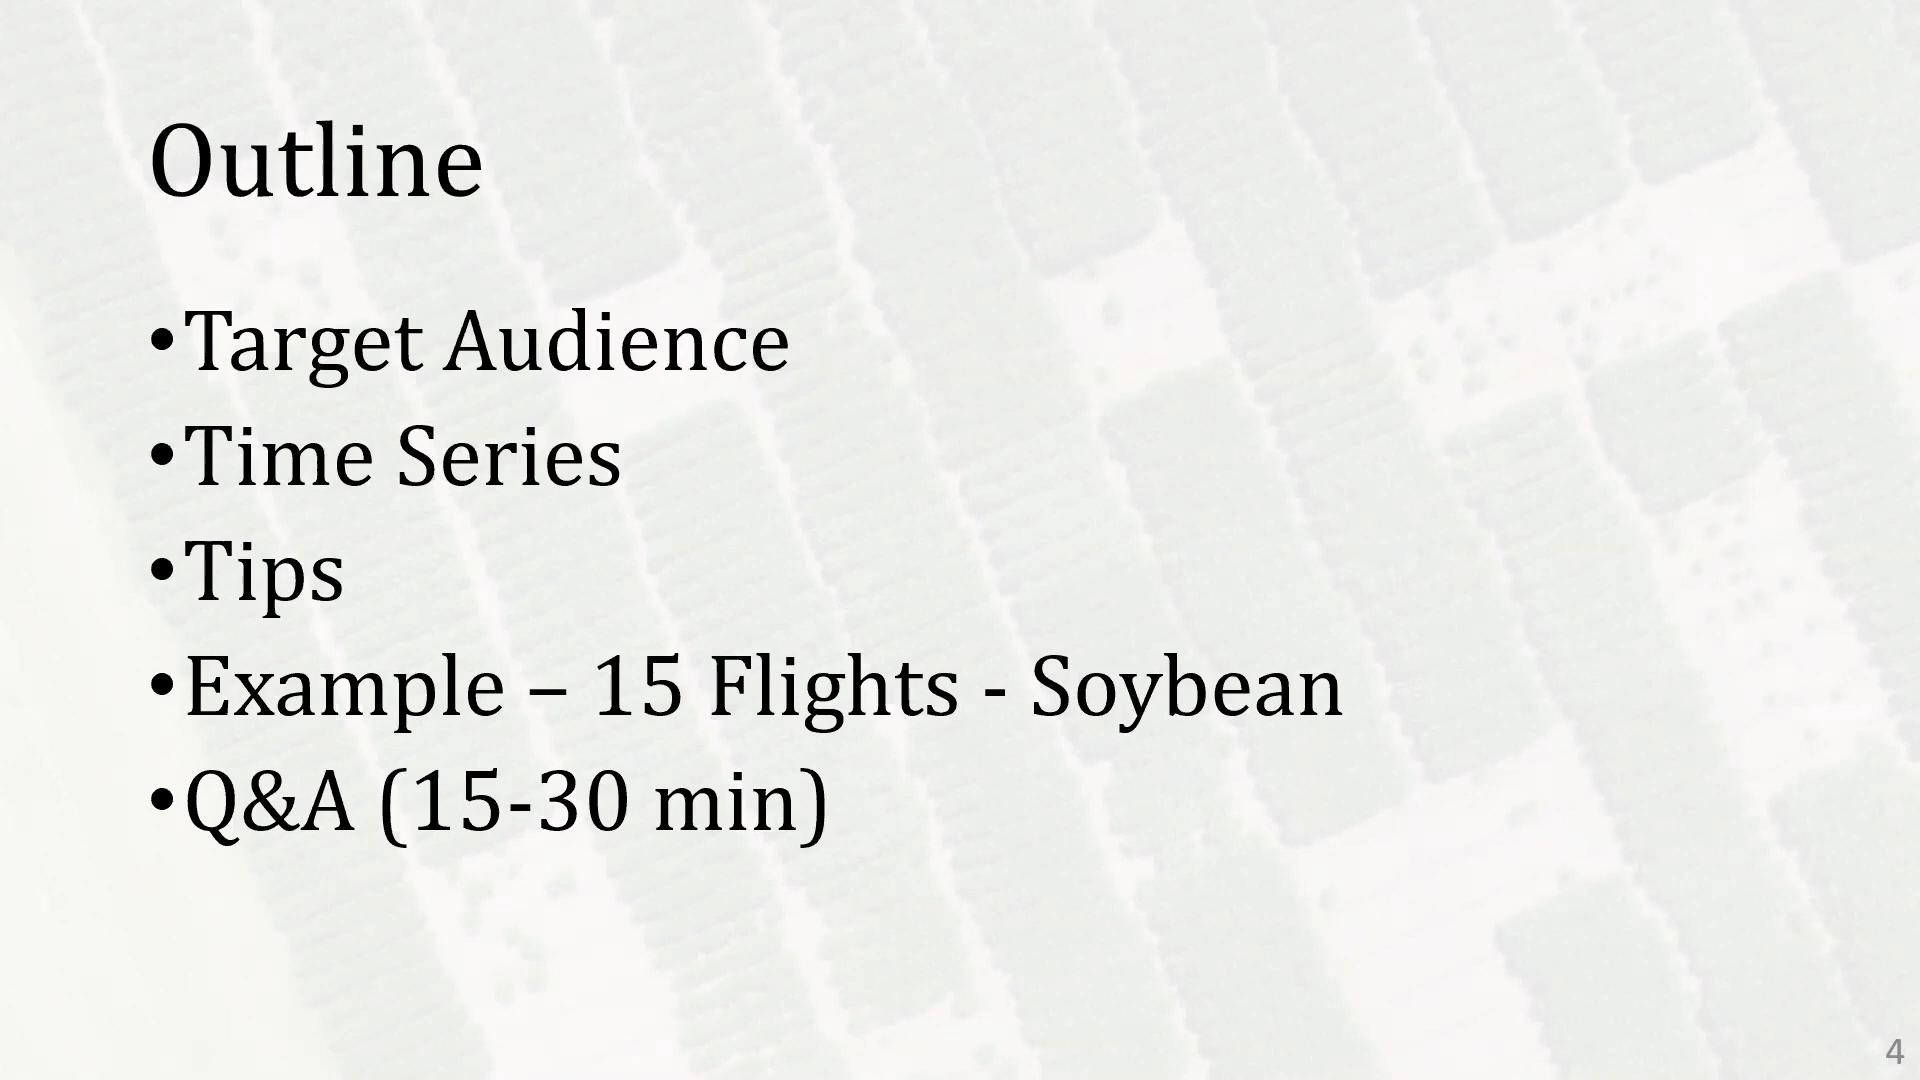 Outline
•Target Audience
•Time Series
•Tips
•Example – 15 Flights - Soybean
•Q&A (15-30 min)
4